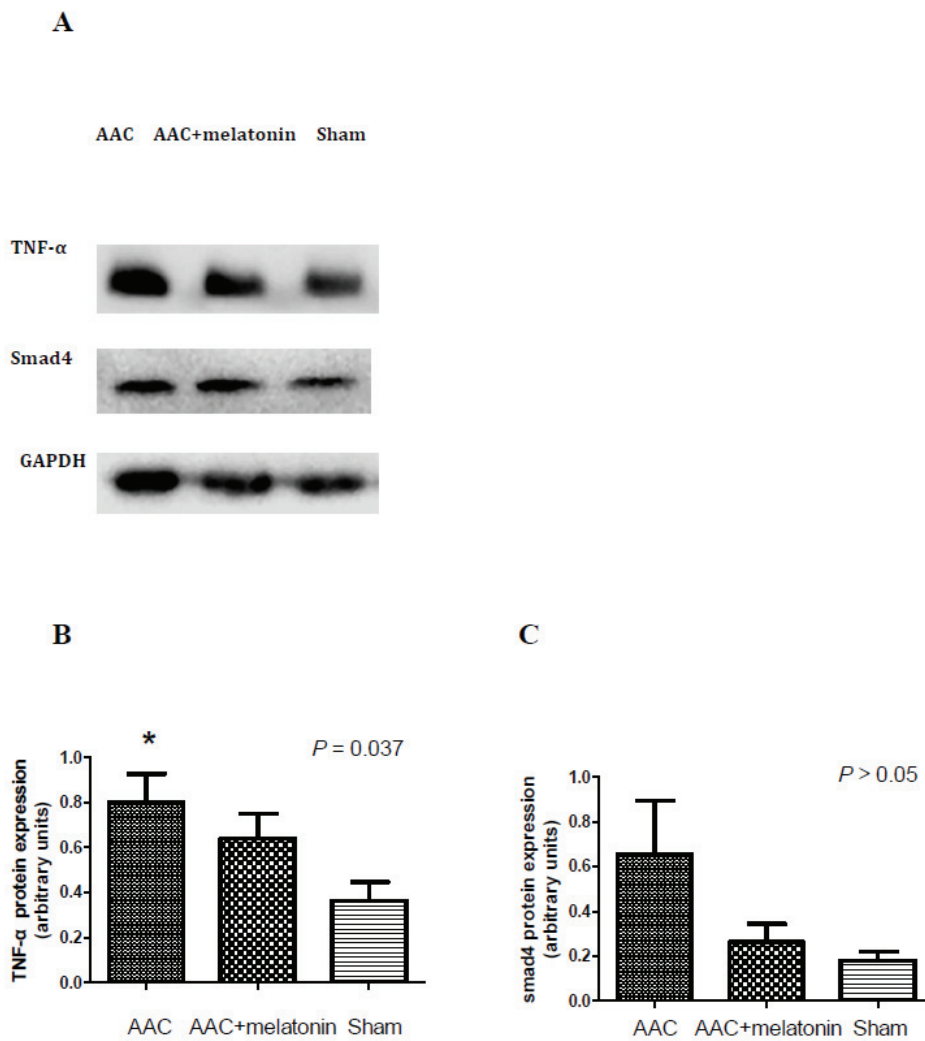 A
AAC AAC+melatonin Sham
TNF-α
Smad4
GAPDH
B
C
*
P = 0.037
1.0
0.8
0.6
0.4
0.2
0.0
TNF-α protein expression
(arbitrary units)
AAC AAC+melatonin Sham
P > 0.05
1.0
0.8
0.6
0.4
0.2
0.0
smad4 protein expression
(arbitrary units)
AAC AAC+melatonin Sham